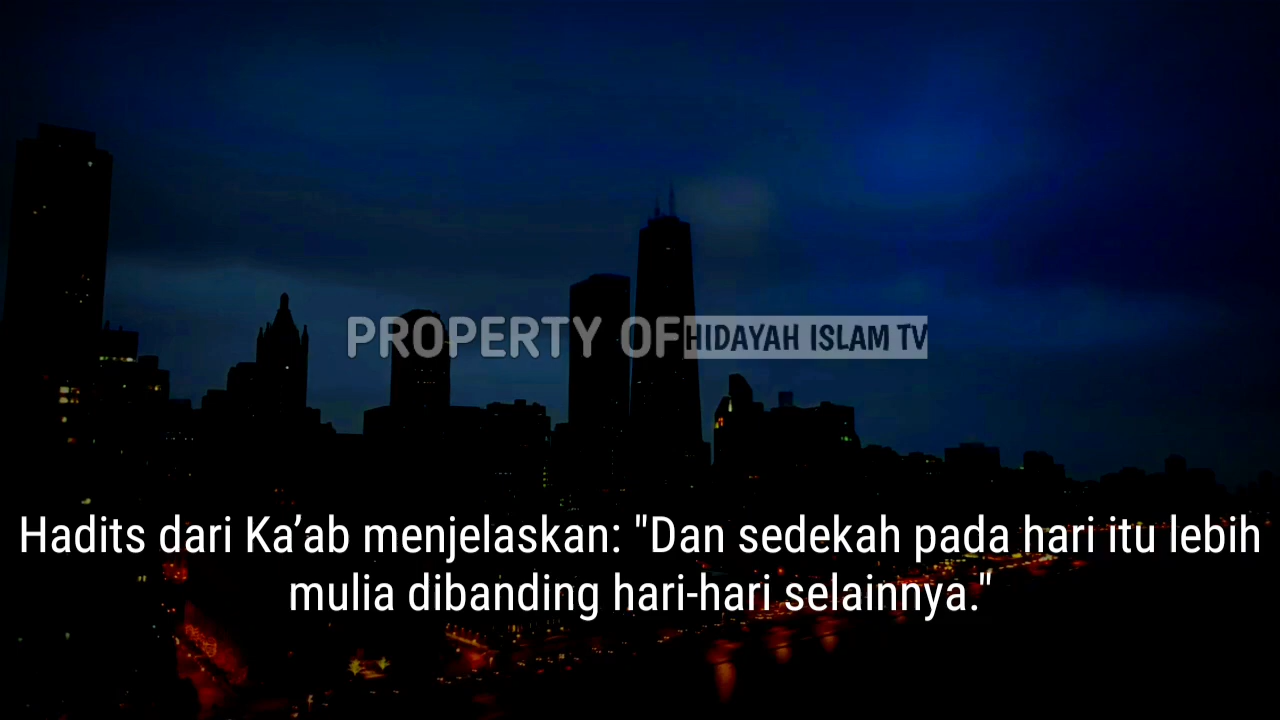 PROPERTY OF HIDAYAH ISLAM TV
Hadits dari Ka’ab menjelaskan: "Dan sedekah pada hari itu lebih
mulia dibanding hari-hari selainnya."